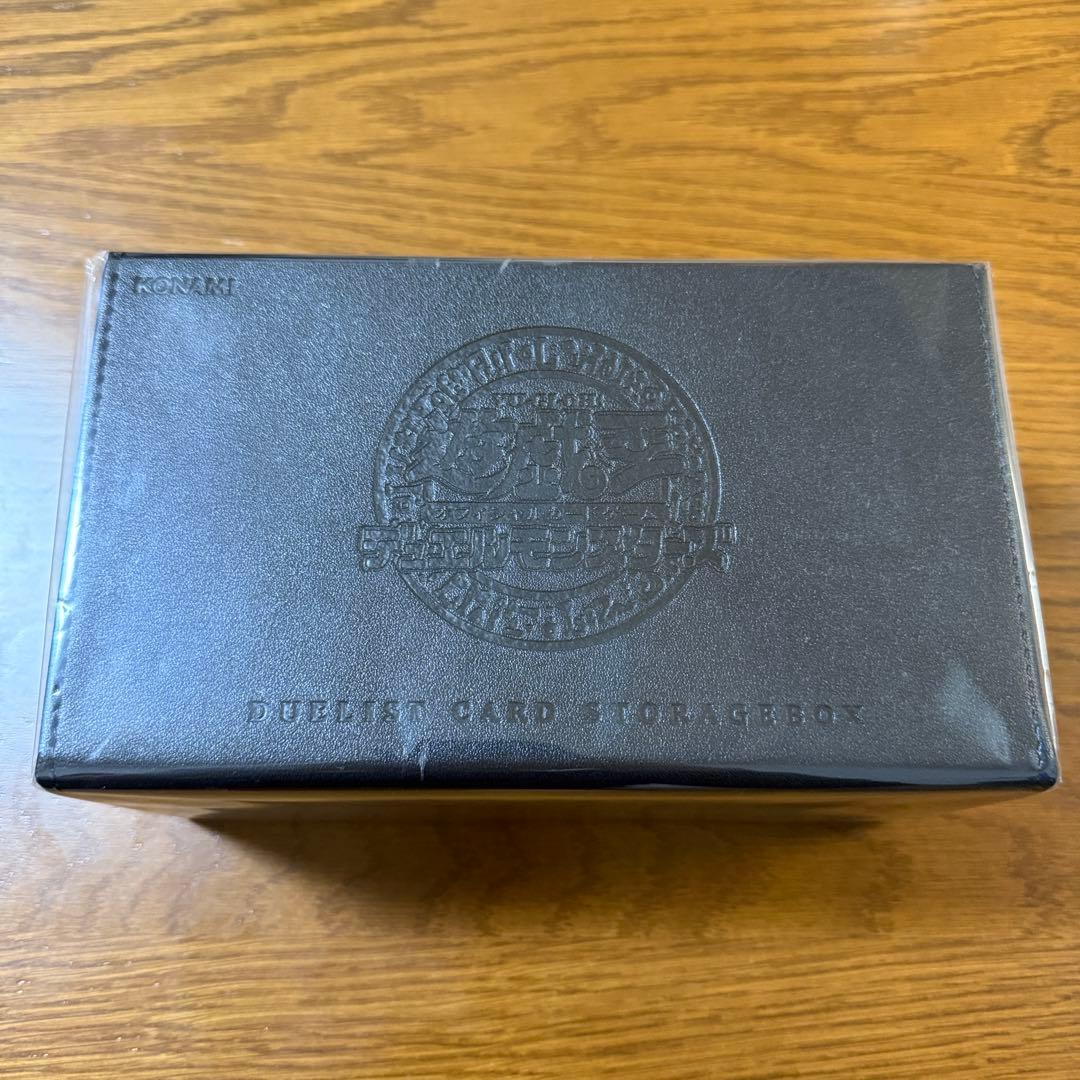 KONAMI
YU-GI-OH!
遊☆戯☆王
オフィシャルカードゲーム
デュエルモンスターズ
DUELIST CARD STORAGEBOX